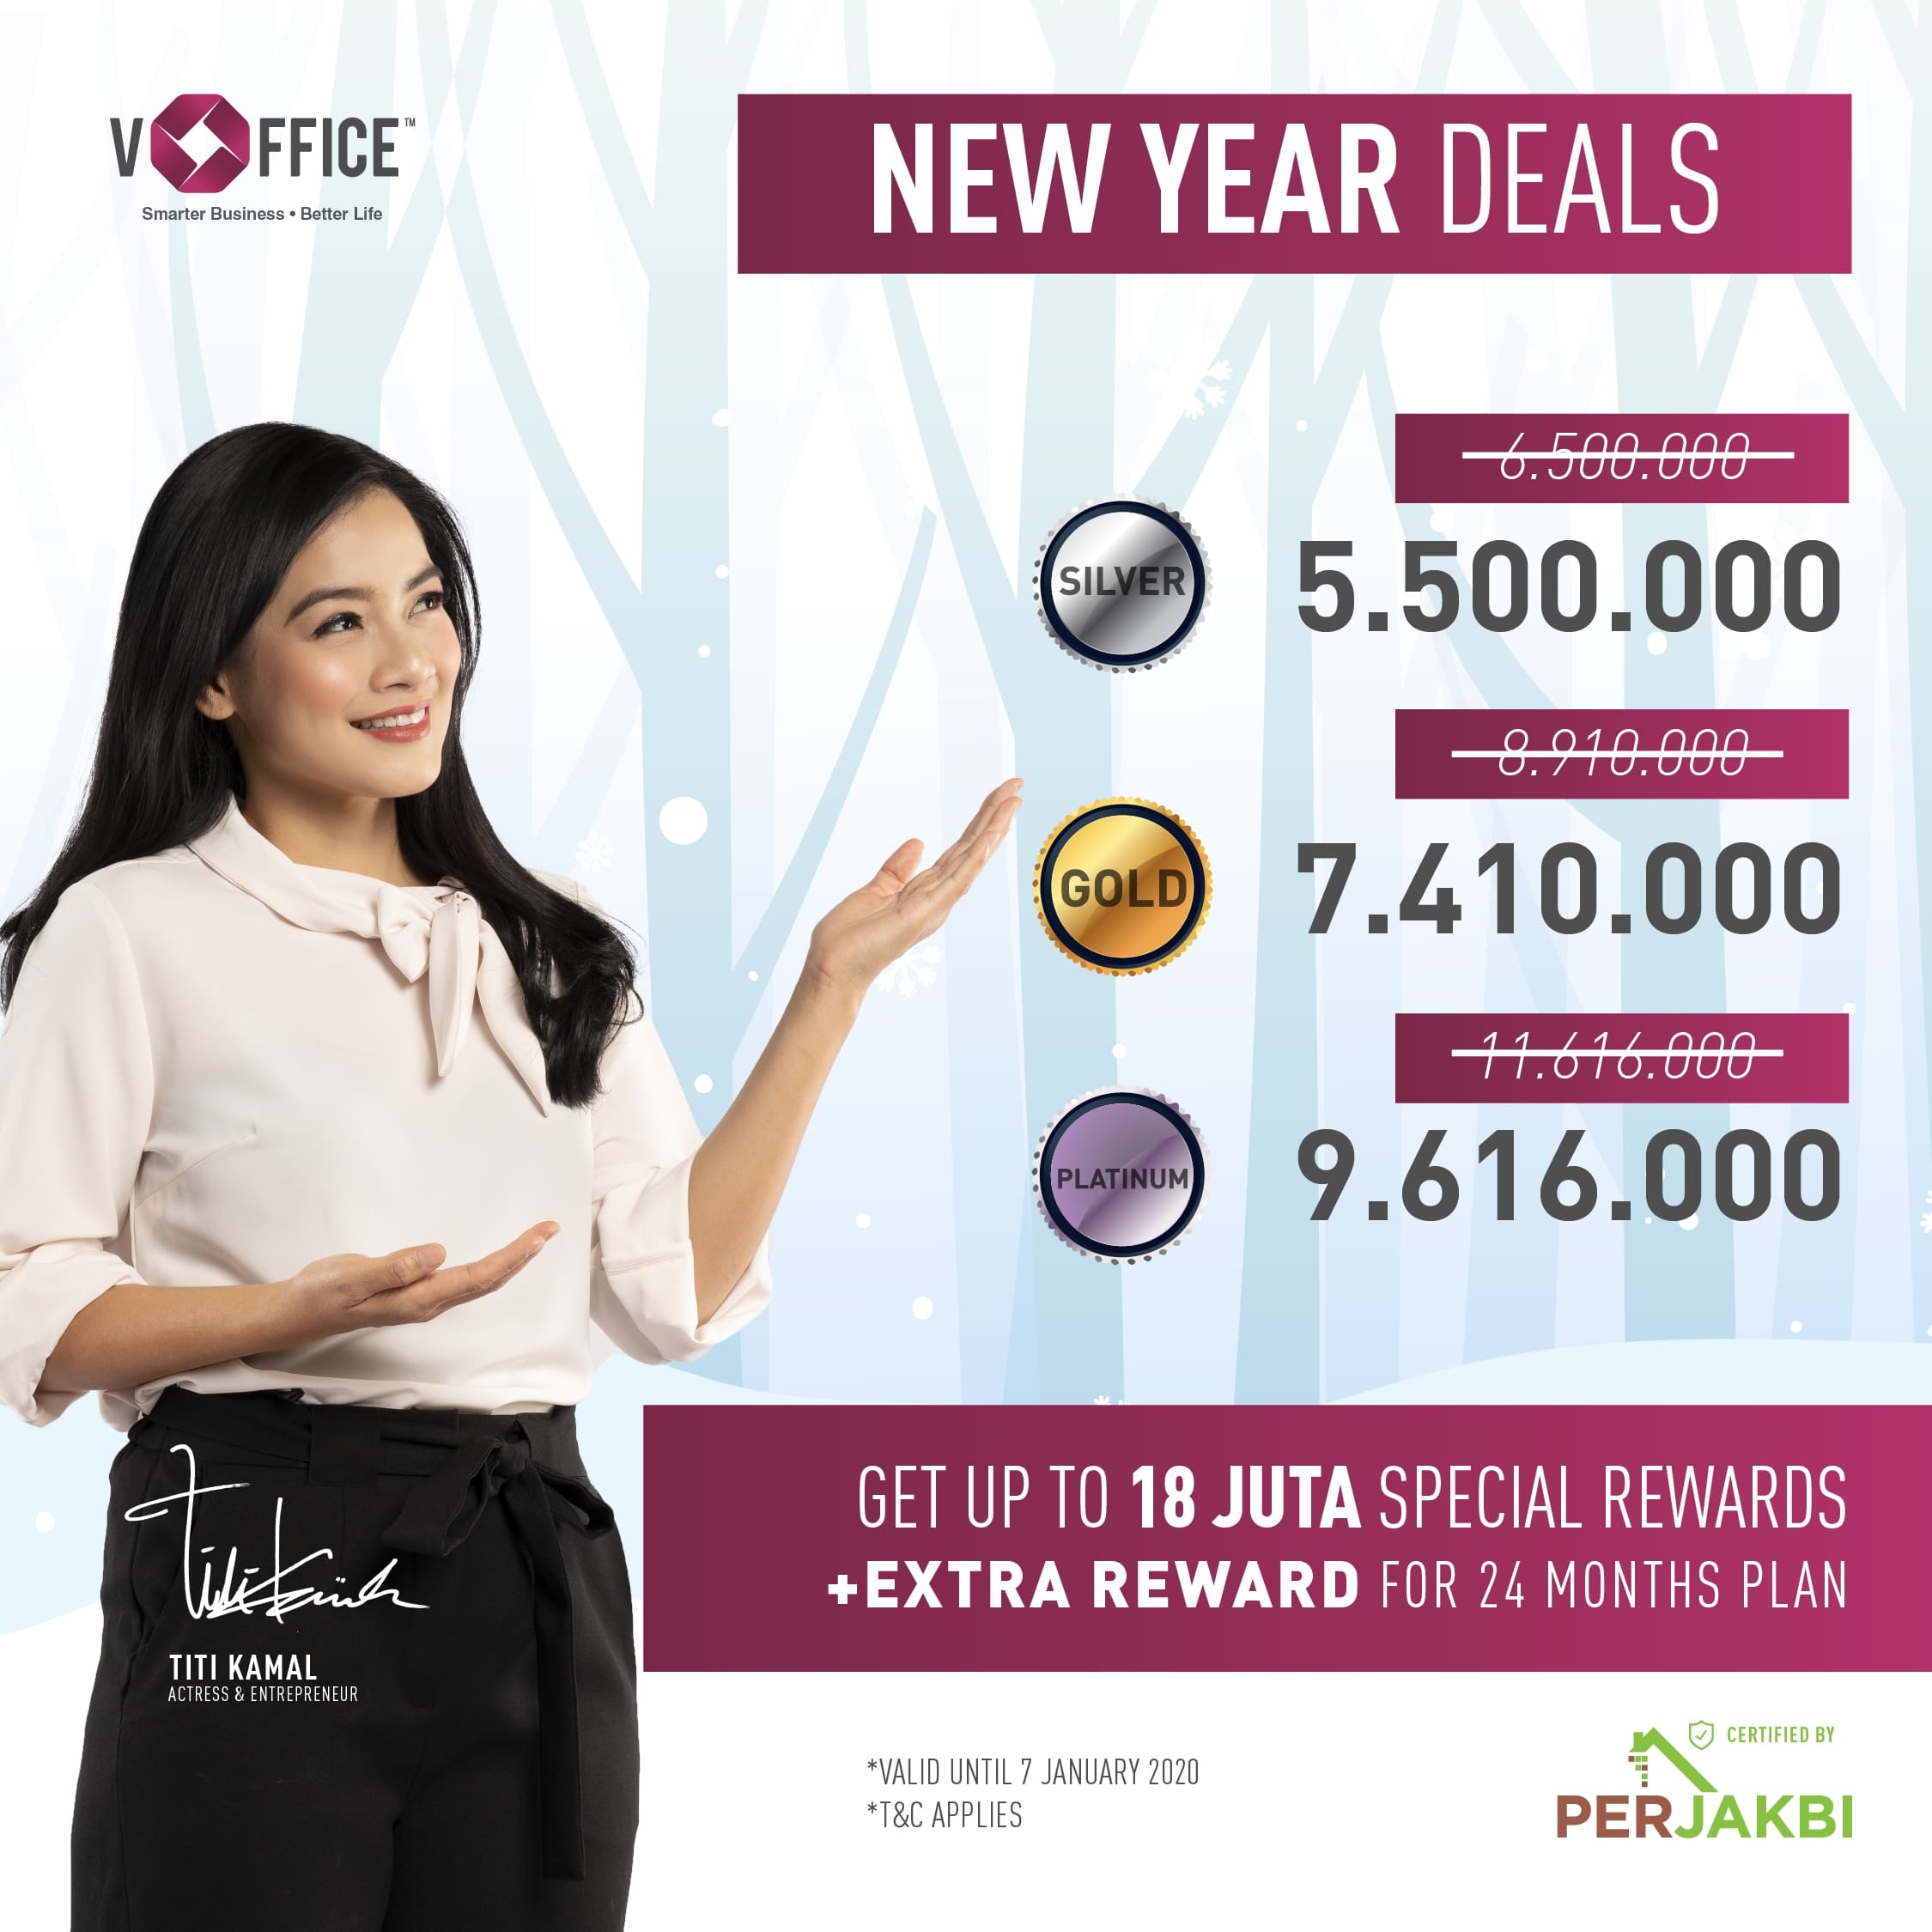 VOFFICE™
Smarter Business • Better Life
NEW YEAR DEALS
6.500.000
SILVER
5.500.000
8.910.000
GOLD
7.410.000
11.616.000
PLATINUM
9.616.000
GET UP TO 18 JUTA SPECIAL REWARDS
+EXTRA REWARD FOR 24 MONTHS PLAN
Titi Kamal
TITI KAMAL
ACTRESS & ENTREPRENEUR
*VALID UNTIL 7 JANUARY 2020
*T&C APPLIES
CERTIFIED BY
PERJAKBI